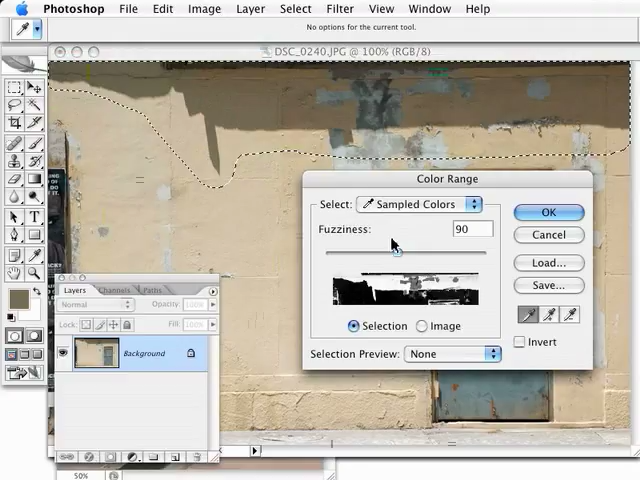 Photoshop File Edit Image Layer Select Filter View Window Help
No options for the current tool.
DSC_0240.JPG @ 100% (RGB/8)
Color Range
Select: Sampled Colors
OK
Fuzziness: 90
Cancel
Load...
Save...
Layers Channels Paths
Normal Opacity: 100%
Lock: Fill: 100%
Selection Image
Invert
Background
Selection Preview: None
50%